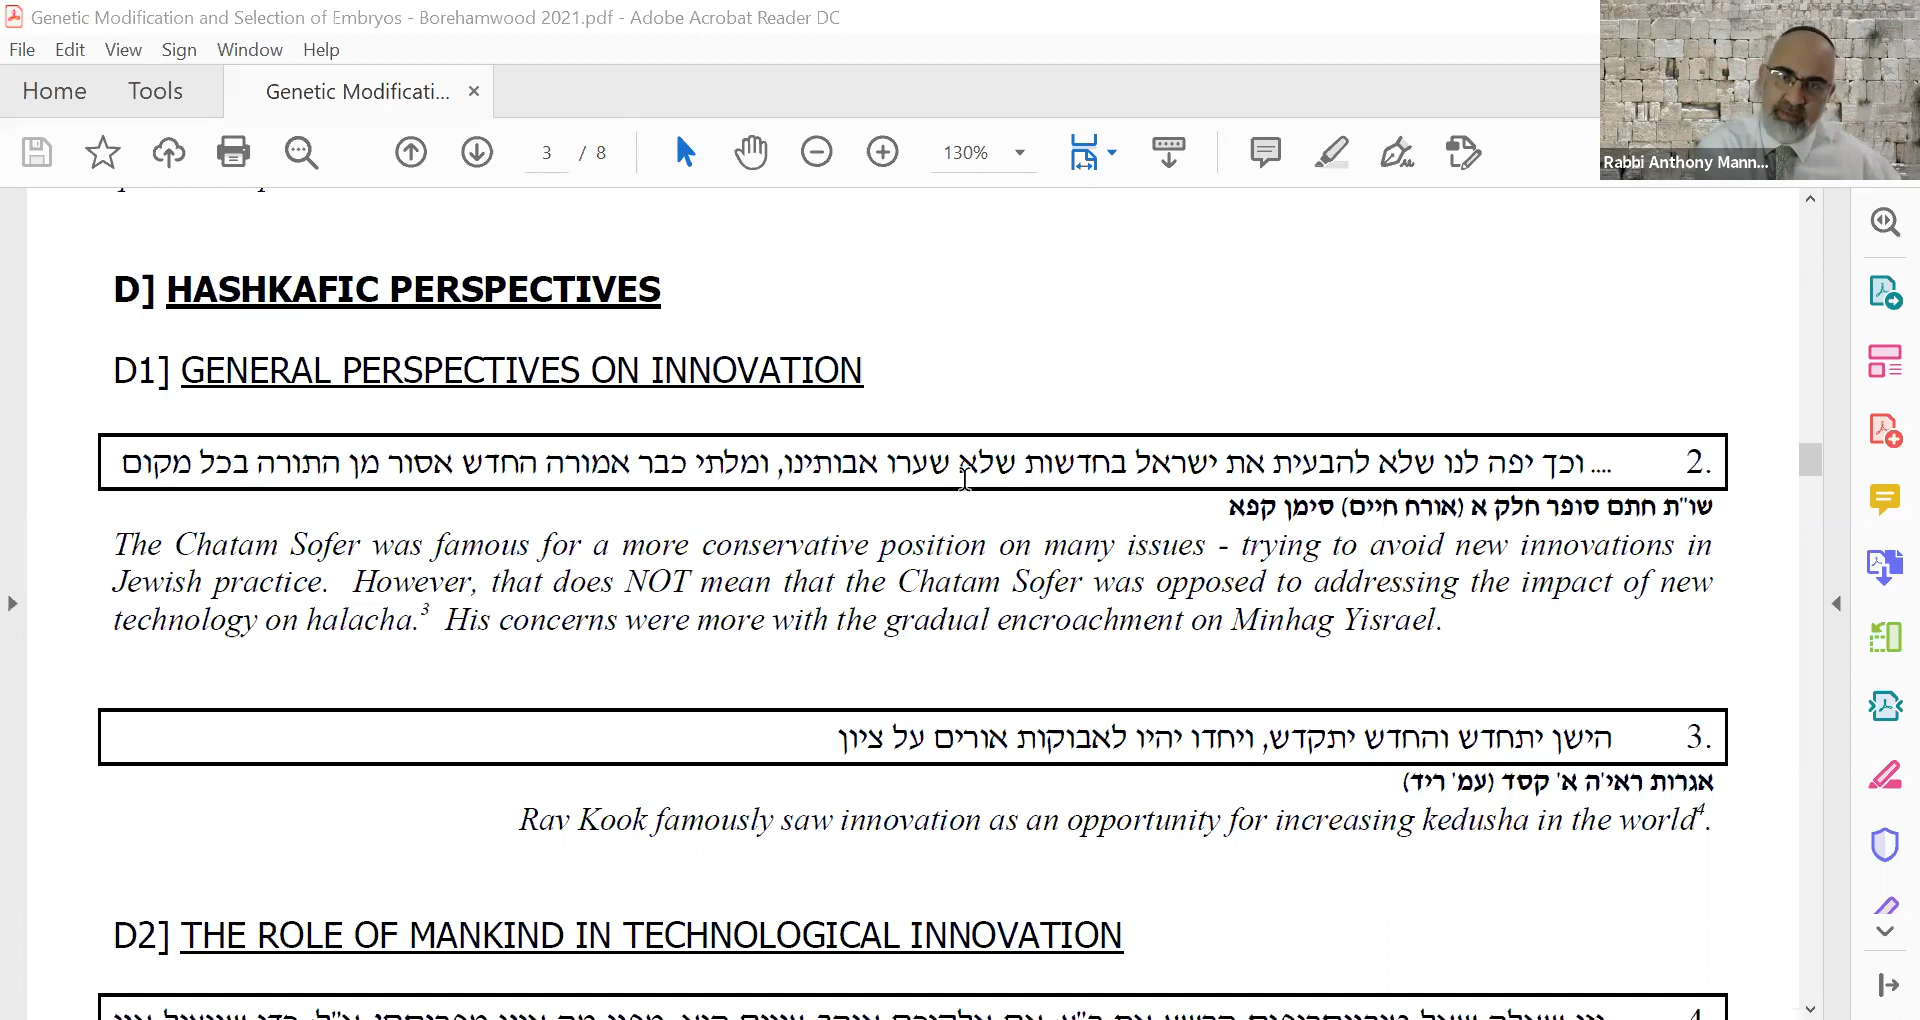 Genetic Modification and Selection of Embryos - Borehamwood 2021.pdf - Adobe Acrobat Reader DC
File Edit View Sign Window Help
Home Tools Genetic Modificati... ×
3 / 8 130%
Rabbi Anthony Mann...
D] HASHKAFIC PERSPECTIVES
D1] GENERAL PERSPECTIVES ON INNOVATION
2. .... וכך יפה לנו שלא להבעית את ישראל בחדשות שלא שערו אבותינו, ומלתי כבר אמורה החדש אסור מן התורה בכל מקום
שו"ת חתם סופר חלק א (אורח חיים) סימן קפא
The Chatam Sofer was famous for a more conservative position on many issues - trying to avoid new innovations in
Jewish practice. However, that does NOT mean that the Chatam Sofer was opposed to addressing the impact of new
technology on halacha.3 His concerns were more with the gradual encroachment on Minhag Yisrael.
3. הישן יתחדש והחדש יתקדש, ויחדו יהיו לאבוקות אורים על ציון
אגרות ראי'ה א' קסד (עמ' ריד)
Rav Kook famously saw innovation as an opportunity for increasing kedusha in the world4.
D2] THE ROLE OF MANKIND IN TECHNOLOGICAL INNOVATION